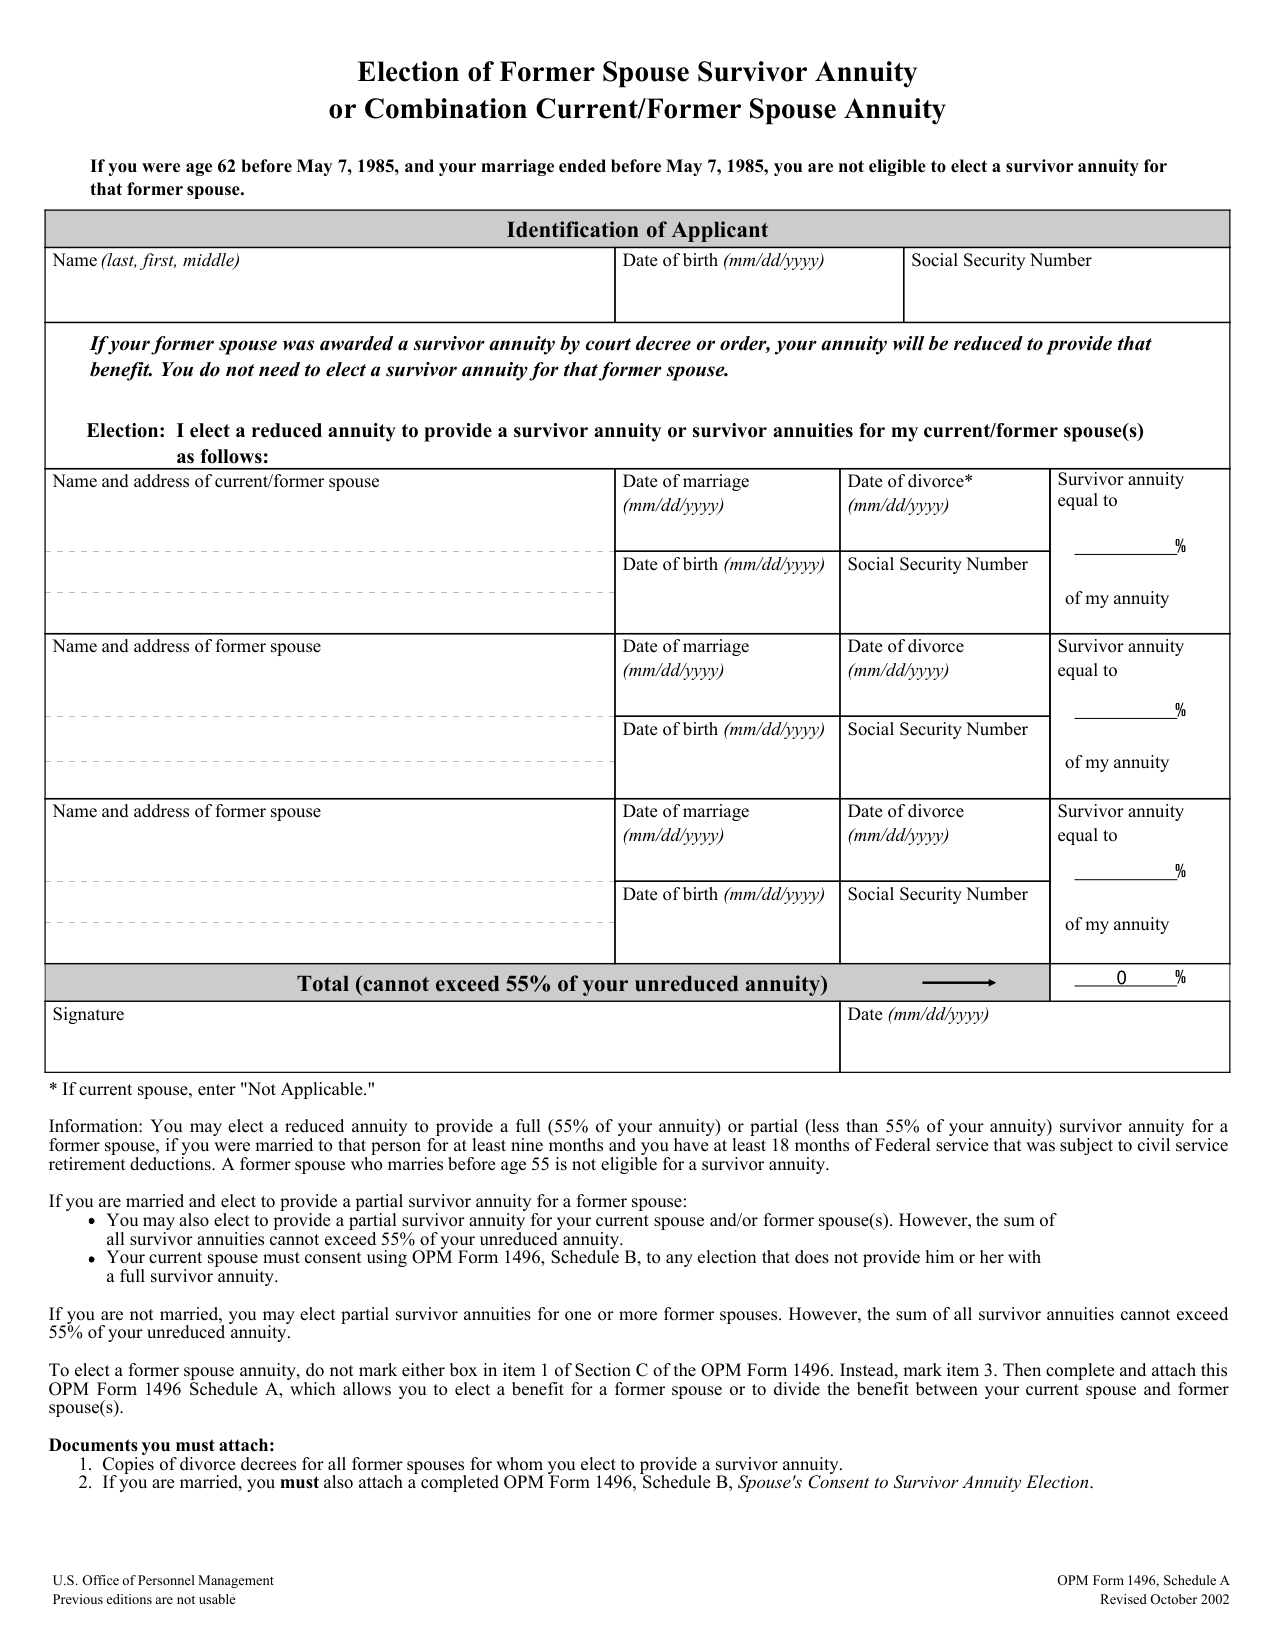 Election of Former Spouse Survivor Annuity
or Combination Current/Former Spouse Annuity
If you were age 62 before May 7, 1985, and your marriage ended before May 7, 1985, you are not eligible to elect a survivor annuity for
that former spouse.
Identification of Applicant
Name (last, first, middle)
Date of birth (mm/dd/yyyy)
Social Security Number
If your former spouse was awarded a survivor annuity by court decree or order, your annuity will be reduced to provide that
benefit. You do not need to elect a survivor annuity for that former spouse.
Election: I elect a reduced annuity to provide a survivor annuity or survivor annuities for my current/former spouse(s)
as follows:
Name and address of current/former spouse
Date of marriage
(mm/dd/yyyy)
Date of divorce*
(mm/dd/yyyy)
Survivor annuity
equal to
%
Date of birth (mm/dd/yyyy)
Social Security Number
of my annuity
Name and address of former spouse
Date of marriage
(mm/dd/yyyy)
Date of divorce
(mm/dd/yyyy)
Survivor annuity
equal to
%
Date of birth (mm/dd/yyyy)
Social Security Number
of my annuity
Name and address of former spouse
Date of marriage
(mm/dd/yyyy)
Date of divorce
(mm/dd/yyyy)
Survivor annuity
equal to
%
Date of birth (mm/dd/yyyy)
Social Security Number
of my annuity
Total (cannot exceed 55% of your unreduced annuity)
0 %
Signature
Date (mm/dd/yyyy)
* If current spouse, enter "Not Applicable."
Information: You may elect a reduced annuity to provide a full (55% of your annuity) or partial (less than 55% of your annuity) survivor annuity for a
former spouse, if you were married to that person for at least nine months and you have at least 18 months of Federal service that was subject to civil service
retirement deductions. A former spouse who marries before age 55 is not eligible for a survivor annuity.
If you are married and elect to provide a partial survivor annuity for a former spouse:
• You may also elect to provide a partial survivor annuity for your current spouse and/or former spouse(s). However, the sum of
all survivor annuities cannot exceed 55% of your unreduced annuity.
• Your current spouse must consent using OPM Form 1496, Schedule B, to any election that does not provide him or her with
a full survivor annuity.
If you are not married, you may elect partial survivor annuities for one or more former spouses. However, the sum of all survivor annuities cannot exceed
55% of your unreduced annuity.
To elect a former spouse annuity, do not mark either box in item 1 of Section C of the OPM Form 1496. Instead, mark item 3. Then complete and attach this
OPM Form 1496 Schedule A, which allows you to elect a benefit for a former spouse or to divide the benefit between your current spouse and former
spouse(s).
Documents you must attach:
1. Copies of divorce decrees for all former spouses for whom you elect to provide a survivor annuity.
2. If you are married, you must also attach a completed OPM Form 1496, Schedule B, Spouse's Consent to Survivor Annuity Election.
U.S. Office of Personnel Management
Previous editions are not usable
OPM Form 1496, Schedule A
Revised October 2002